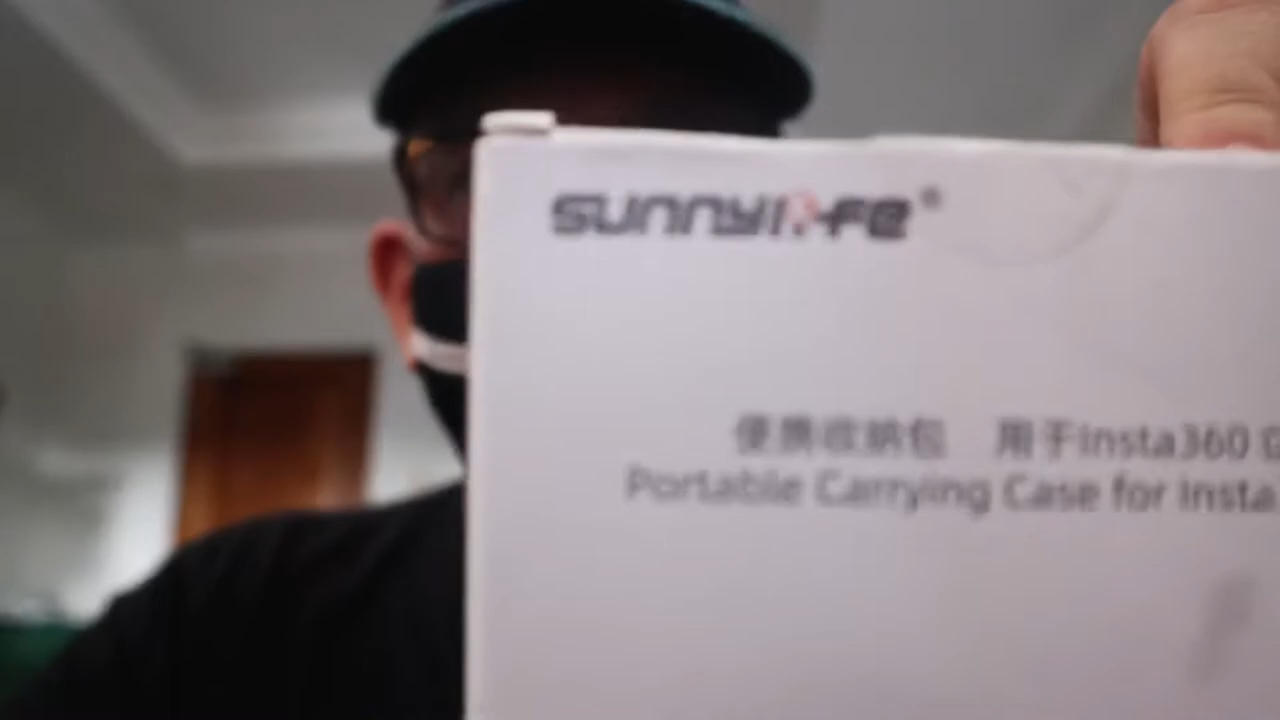 sunnylife®
便携收纳包 用于Insta360
Portable Carrying Case for Insta